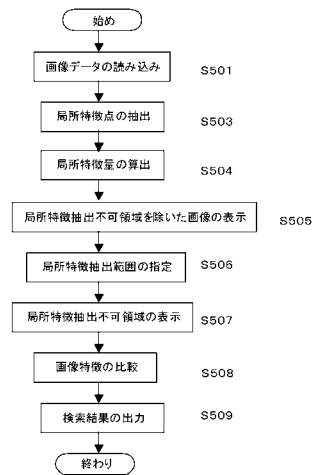 始め
画像データの読み込み
S501
局所特徴点の抽出
S503
局所特徴量の算出
S504
局所特徴抽出不可領域を除いた画像の表示
S505
局所特徴抽出範囲の指定
S506
局所特徴抽出不可領域の表示
S507
画像特徴の比較
S508
検索結果の出力
S509
終わり